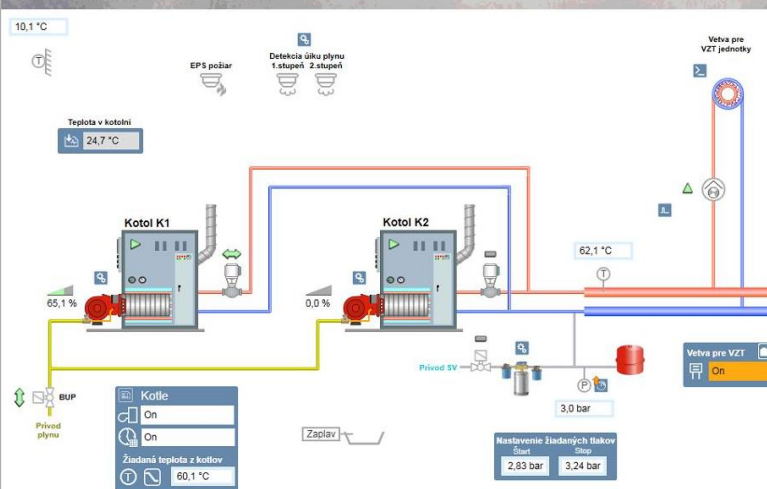 10,1 °C
Vetva pre
VZT jednotky
EPS požiar
Detekcia úiku plynu
1.stupeň 2.stupeň
Teplota v kotolni
24,7 °C
Kotol K1
Kotol K2
62,1 °C
65,1 %
0,0 %
Prívod SV
Vetva pre VZT
On
BUP
Prívod
plynu
Kotle
On
On
Žiadaná teplota z kotlov
60,1 °C
Zaplav
P
3,0 bar
Nastavenie žiadaných tlakov
Štart Stop
2,83 bar 3,24 bar
T
T
T